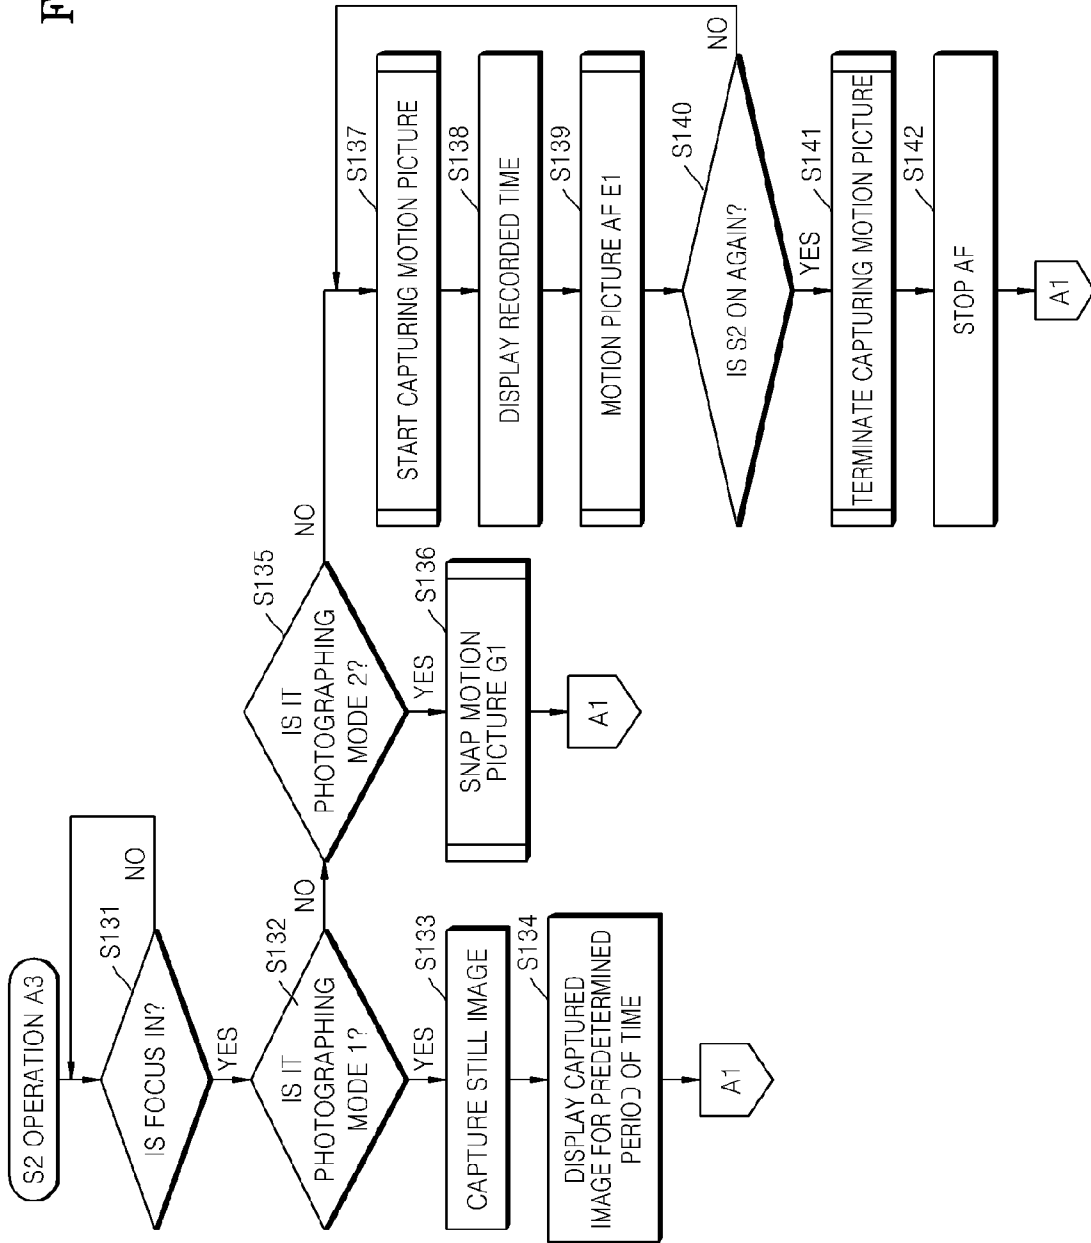 F
S2 OPERATION A3
S131
IS FOCUS IN?
NO
YES
S132
IS IT
PHOTOGRAPHING
MODE 1?
NO
YES
S133
CAPTURE STILL IMAGE
S134
DISPLAY CAPTURED
IMAGE FOR PREDETERMINED
PERIOD OF TIME
A1
S135
IS IT
PHOTOGRAPHING
MODE 2?
NO
YES
S136
SNAP MOTION
PICTURE G1
A1
S137
START CAPTURING MOTION PICTURE
S138
DISPLAY RECORDED TIME
S139
MOTION PICTURE AF E1
S140
IS S2 ON AGAIN?
NO
YES
S141
TERMINATE CAPTURING MOTION PICTURE
S142
STOP AF
A1